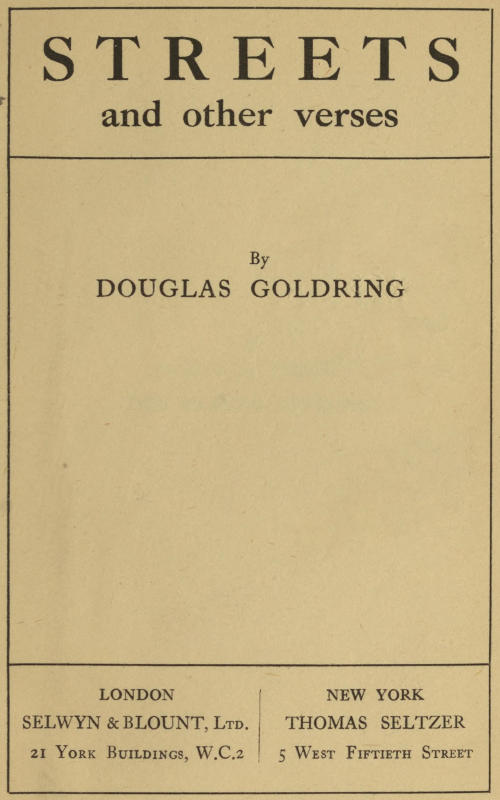 STREETS
and other verses
By
DOUGLAS GOLDRING
LONDON
SELWYN & BLOUNT, LTD.
21 YORK BUILDINGS, W.C.2
NEW YORK
THOMAS SELTZER
5 WEST FIFTIETH STREET